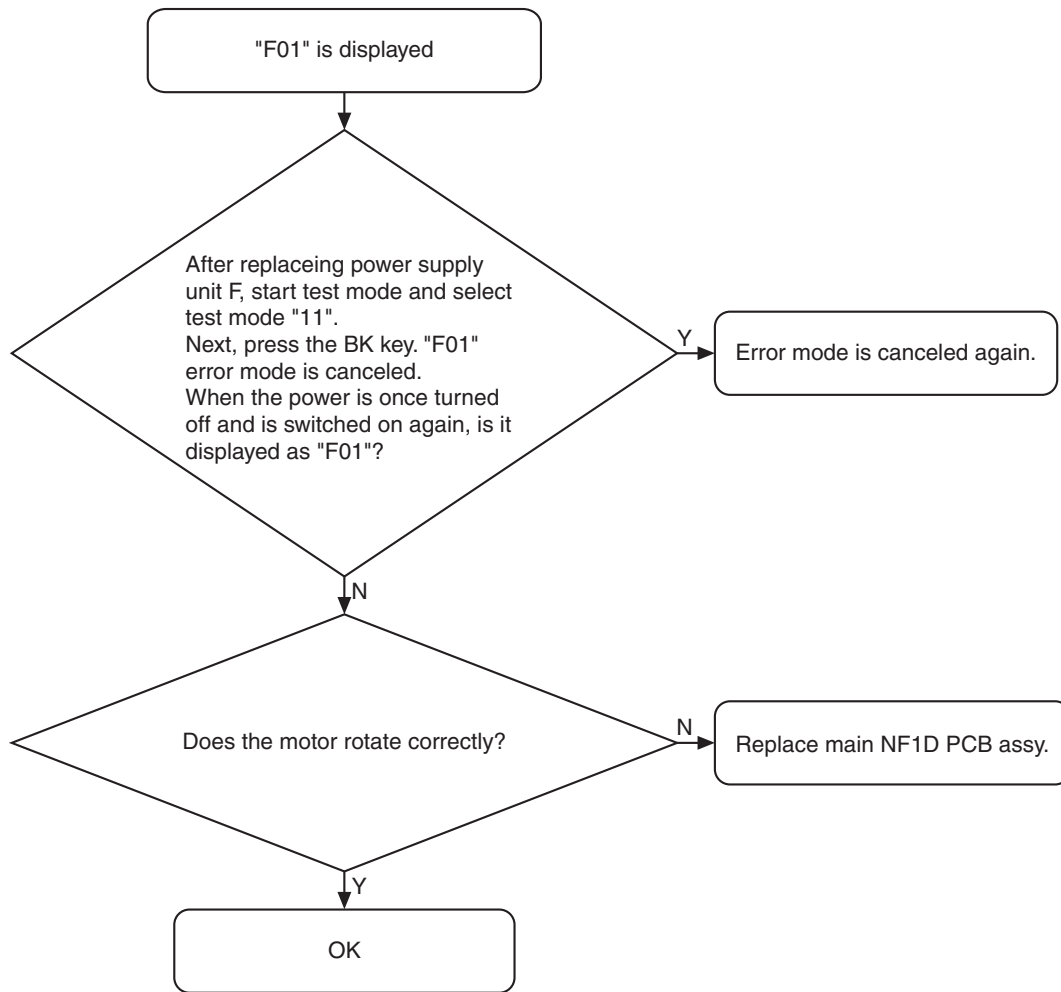 "F01" is displayed
After replaceing power supply
unit F, start test mode and select
test mode "11".
Next, press the BK key. "F01"
error mode is canceled.
When the power is once turned
off and is switched on again, is it
displayed as "F01"?
Y
Error mode is canceled again.
N
Does the motor rotate correctly?
N
Replace main NF1D PCB assy.
Y
OK